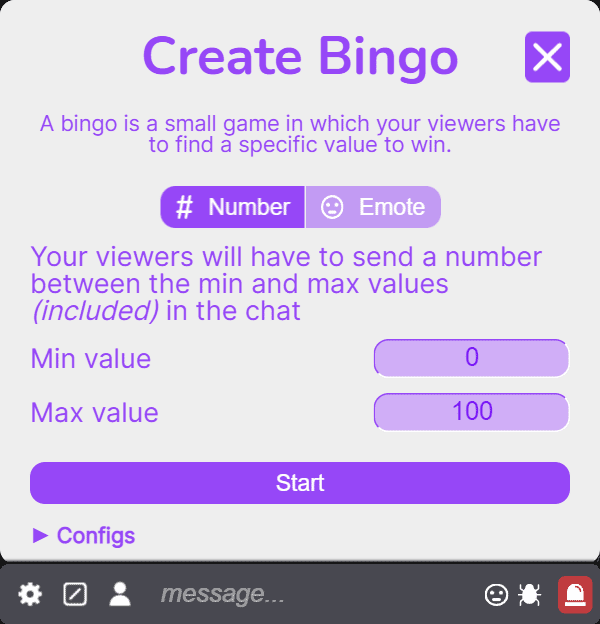 Create Bingo
A bingo is a small game in which your viewers have
to find a specific value to win.
# Number Emote
Your viewers will have to send a number
between the min and max values
(included) in the chat
Min value 0
Max value 100
Start
► Configs
message...